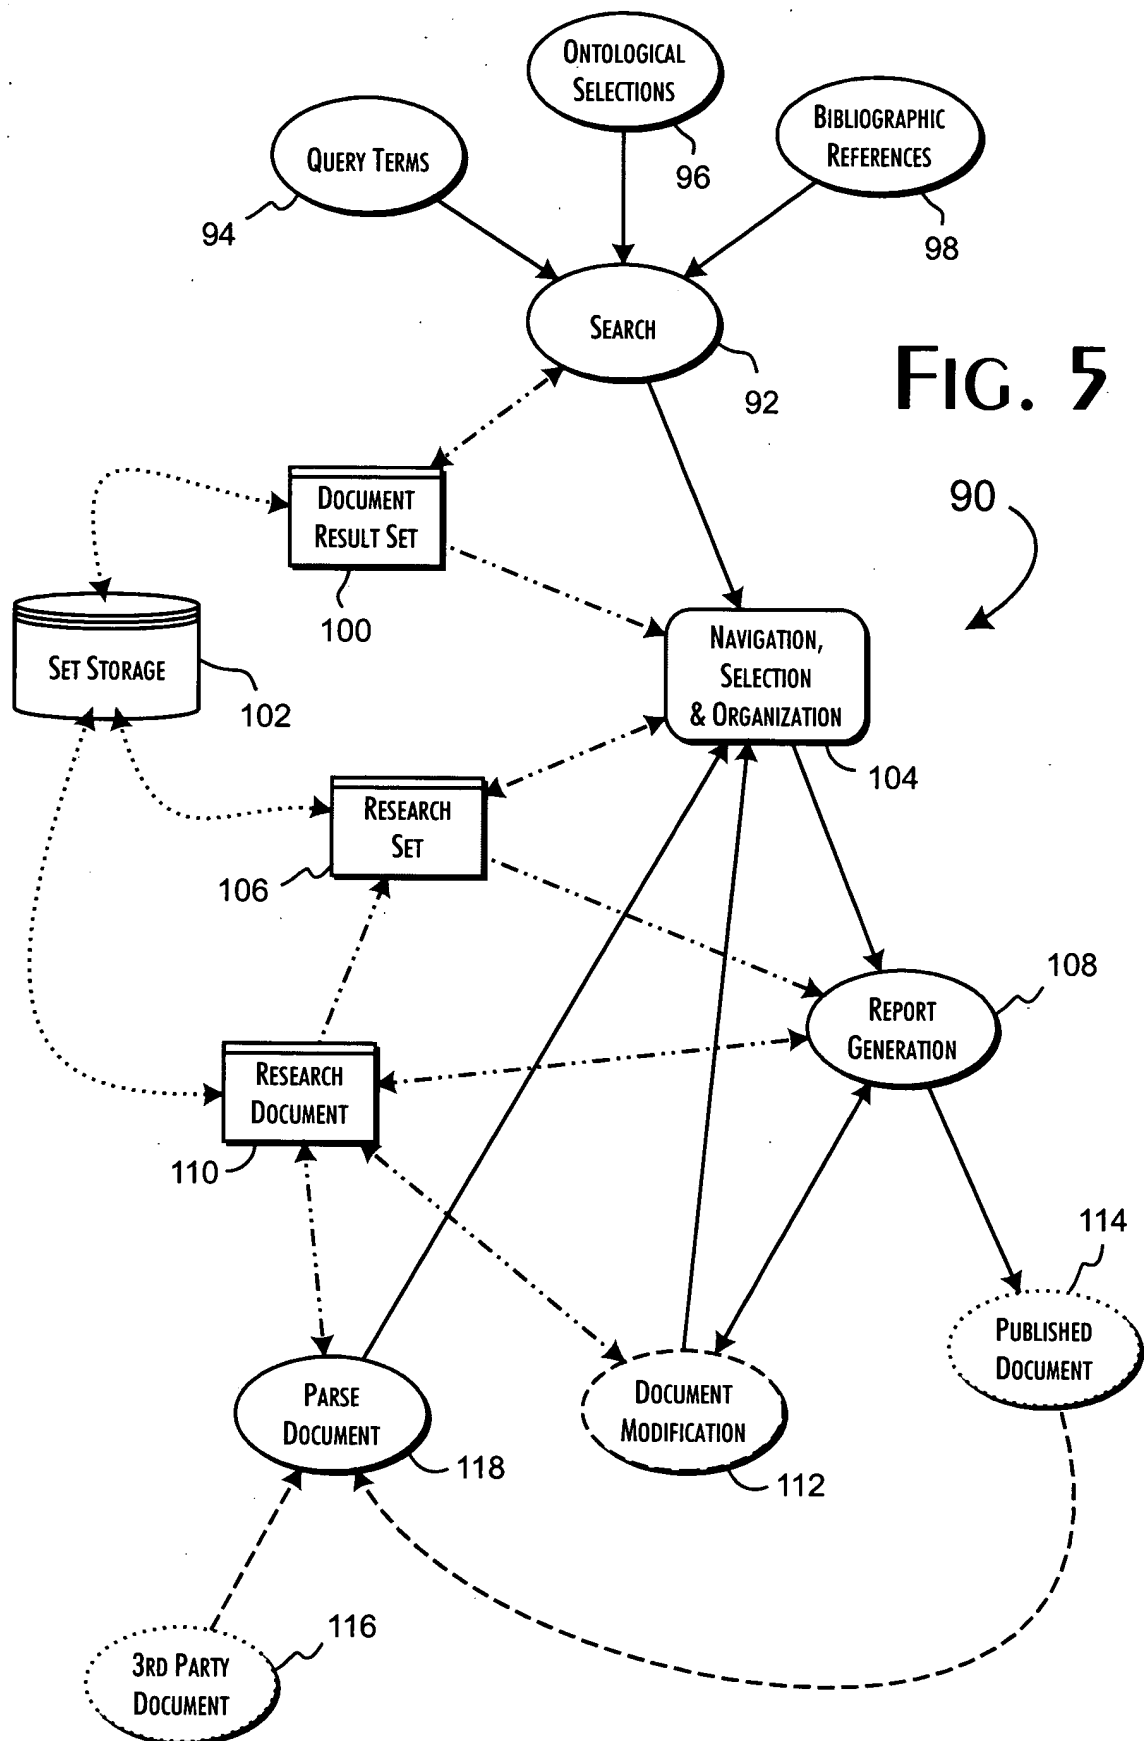 ONTOLOGICAL
SELECTIONS
96
BIBLIOGRAPHIC
REFERENCES
98
QUERY TERMS
94
SEARCH
92
FIG. 5
90
DOCUMENT
RESULT SET
100
SET STORAGE
102
NAVIGATION,
SELECTION
& ORGANIZATION
104
RESEARCH
SET
106
REPORT
GENERATION
108
RESEARCH
DOCUMENT
110
PUBLISHED
DOCUMENT
114
PARSE
DOCUMENT
118
DOCUMENT
MODIFICATION
112
3RD PARTY
DOCUMENT
116